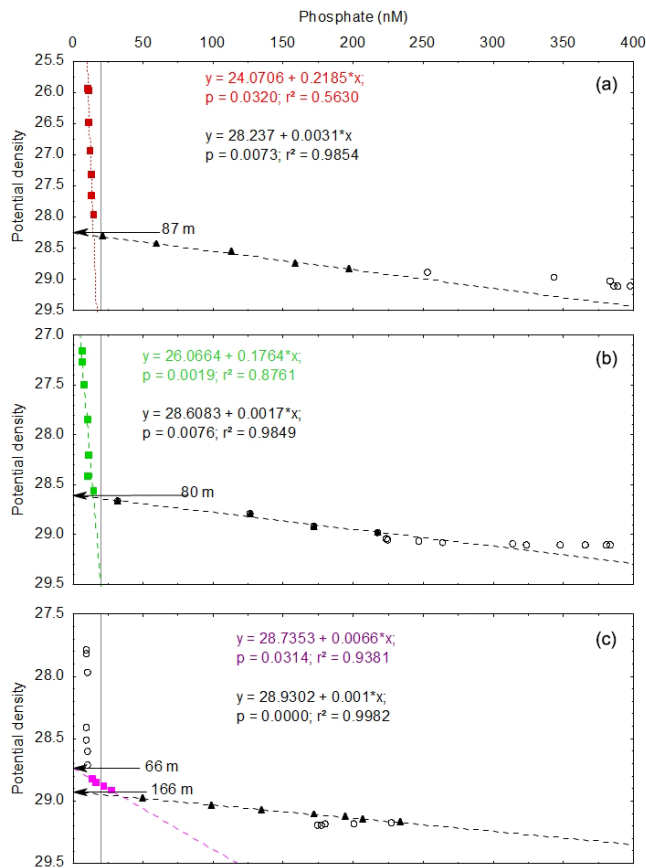 Phosphate (nM)
0 50 100 150 200 250 300 350 400
25.5
26.0
26.5
27.0
27.5
28.0
28.5
29.0
29.5
Potential density
y = 24.0706 + 0.2185*x;
p = 0.0320; r² = 0.5630
(a)
y = 28.237 + 0.0031*x
p = 0.0073; r² = 0.9854
87 m
27.0
27.5
28.0
28.5
29.0
29.5
Potential density
y = 26.0664 + 0.1764*x;
p = 0.0019; r² = 0.8761
(b)
y = 28.6083 + 0.0017*x;
p = 0.0076; r² = 0.9849
80 m
27.5
28.0
28.5
29.0
29.5
Potential density
y = 28.7353 + 0.0066*x;
p = 0.0314; r² = 0.9381
(c)
y = 28.9302 + 0.001*x;
p = 0.0000; r² = 0.9982
66 m
166 m